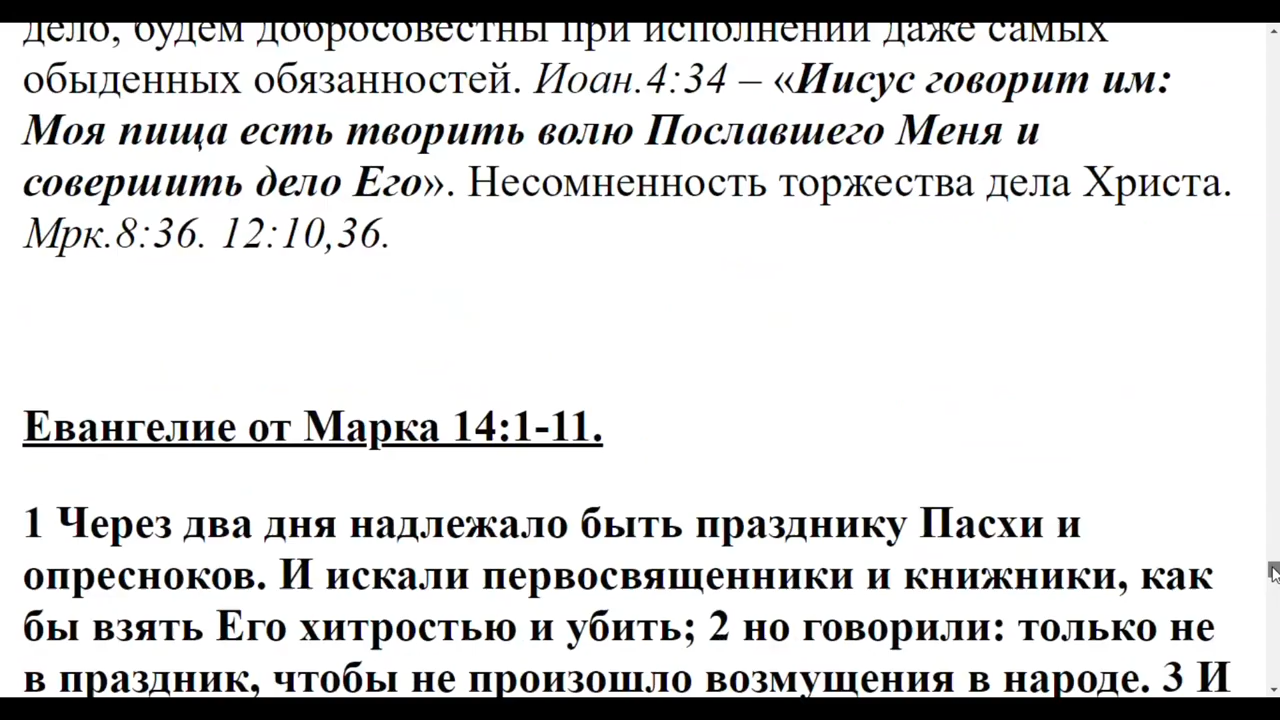 дело, будем добросовестны при исполнении даже самых
обыденных обязанностей. Иоан.4:34 – «Иисус говорит им:
Моя пища есть творить волю Пославшего Меня и
совершить дело Его». Несомненность торжества дела Христа.
Мрк.8:36. 12:10,36.
Евангелие от Марка 14:1-11.
1 Через два дня надлежало быть празднику Пасхи и
опресноков. И искали первосвященники и книжники, как
бы взять Его хитростью и убить; 2 но говорили: только не
в праздник, чтобы не произошло возмущения в народе. 3 И